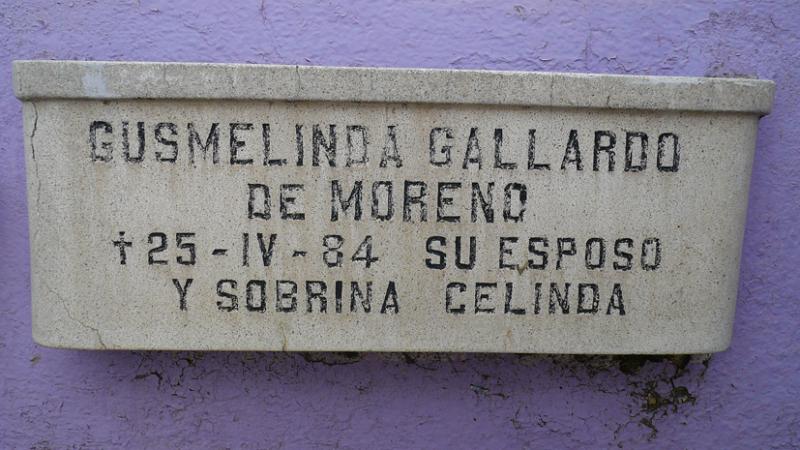 GUSMELINDA GALLARDO
DE MORENO
† 25 - IV - 84 SU ESPOSO
Y SOBRINA CELINDA